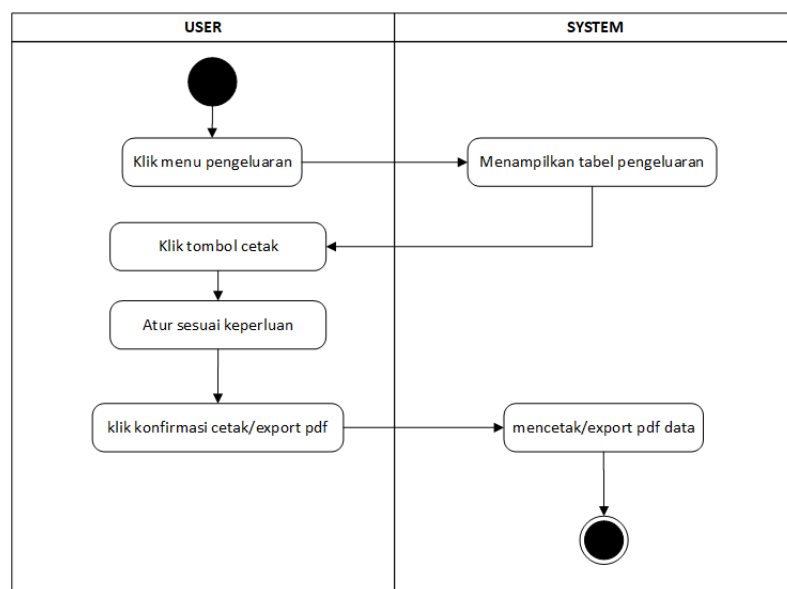 USER
SYSTEM
Klik menu pengeluaran
Menampilkan tabel pengeluaran
Klik tombol cetak
Atur sesuai keperluan
klik konfirmasi cetak/export pdf
mencetak/export pdf data